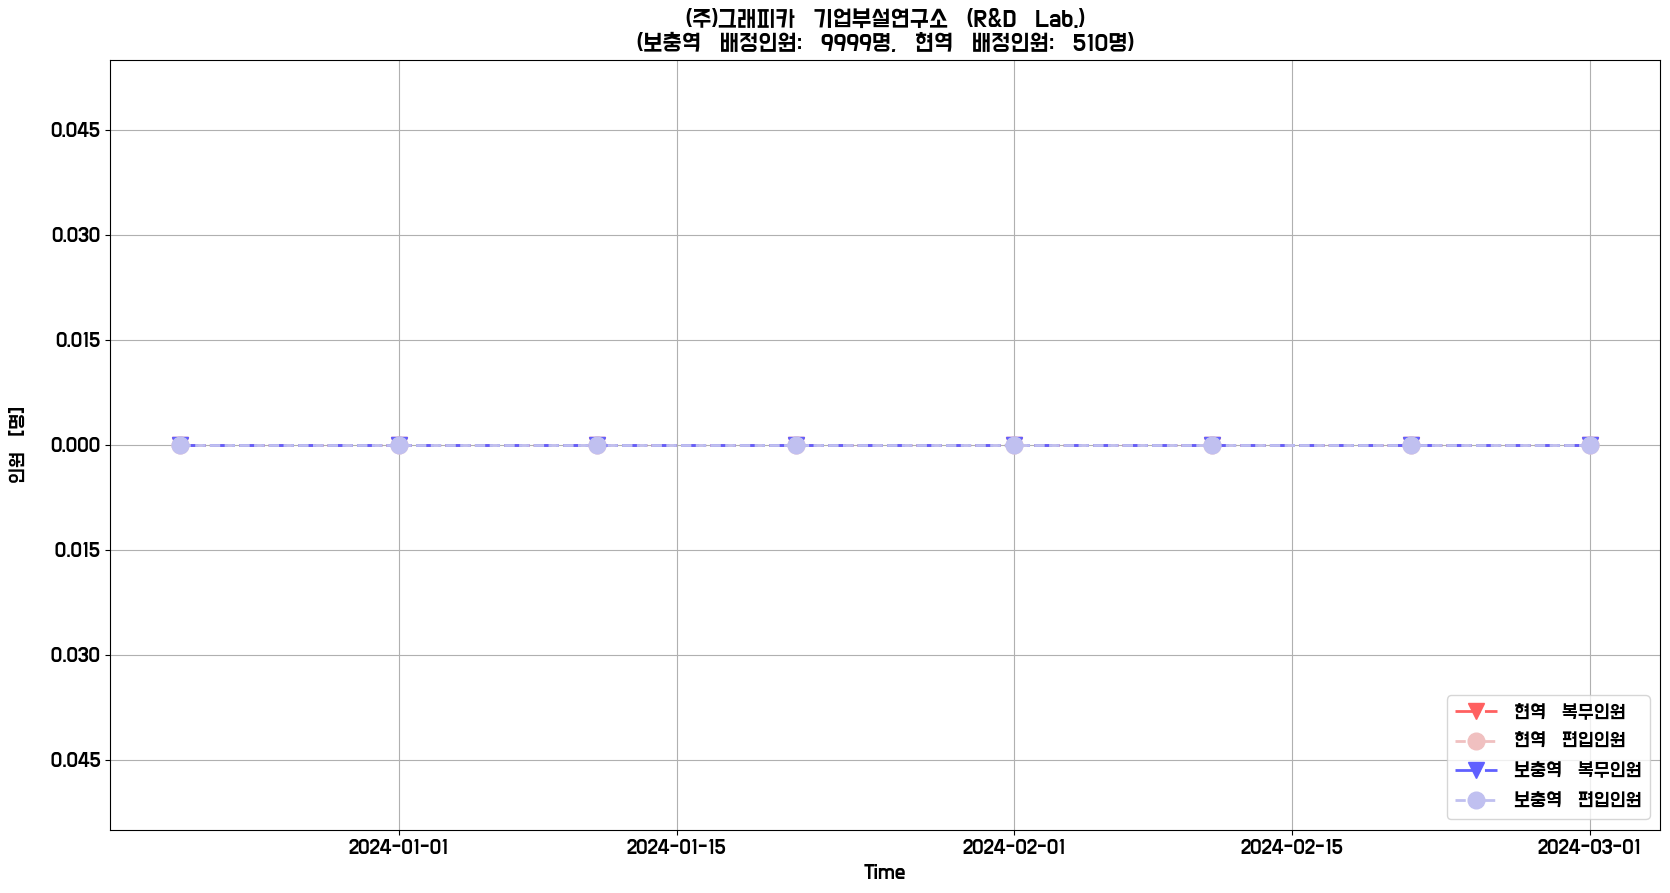 (주)그래피카 기업부설연구소 (R&D Lab.)
(보충역 배정인원: 9999명, 현역 배정인원: 510명)
0.045
0.030
0.015
0.000
0.015
0.030
0.045
인원 [명]
현역 복무인원
현역 편입인원
보충역 복무인원
보충역 편입인원
2024-01-01 2024-01-15 2024-02-01 2024-02-15 2024-03-01
Time